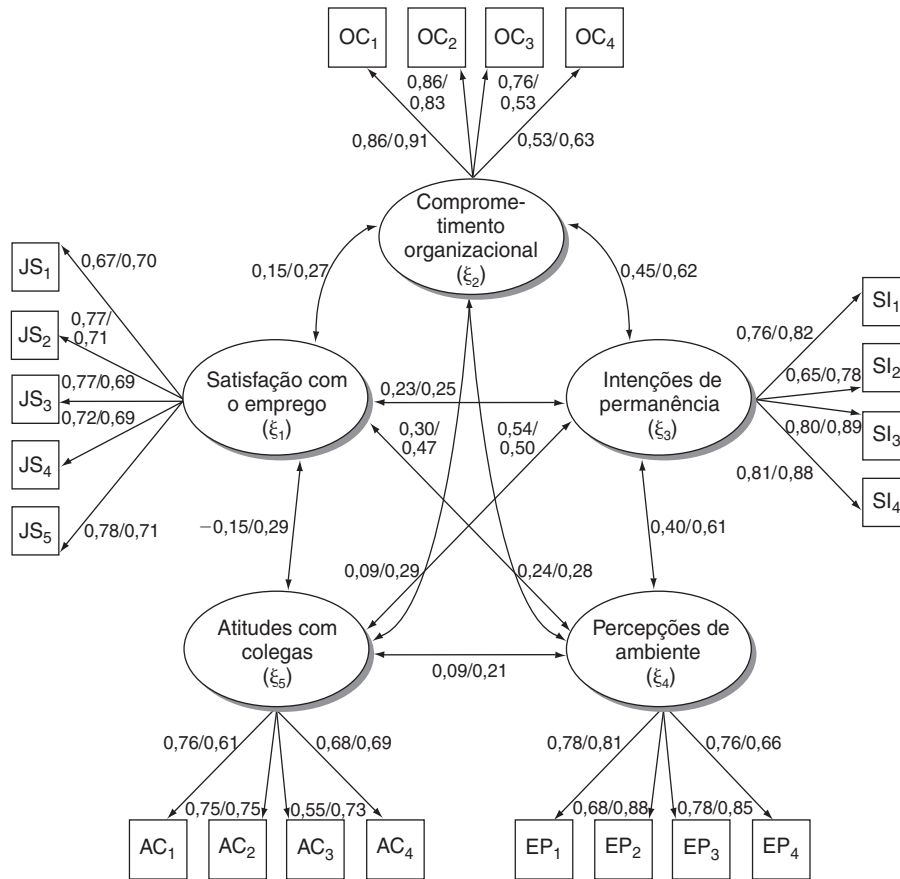 OC₁ OC₂ OC₃ OC₄
0,86/
0,83
0,76/
0,53
0,86/0,91
0,53/0,63
Comprome-
timento
organizacional
(ξ₂)
0,15/0,27
0,45/0,62
JS₁
JS₂
JS₃
JS₄
JS₅
0,67/0,70
0,77/
0,71
0,77/0,69
0,72/0,69
0,78/0,71
Satisfação com
o emprego
(ξ₁)
0,23/0,25
Intenções de
permanência
(ξ₃)
0,76/0,82
0,65/0,78
0,80/0,89
0,81/0,88
SI₁
SI₂
SI₃
SI₄
0,30/
0,47
0,54/
0,50
−0,15/0,29
0,40/0,61
0,09/0,29
0,24/0,28
Atitudes com
colegas
(ξ₅)
0,09/0,21
Percepções de
ambiente
(ξ₄)
0,76/0,61
0,68/0,69
0,75/0,75
0,55/0,73
AC₁ AC₂ AC₃ AC₄
0,78/0,81
0,76/0,66
0,68/0,88
0,78/0,85
EP₁ EP₂ EP₃ EP₄